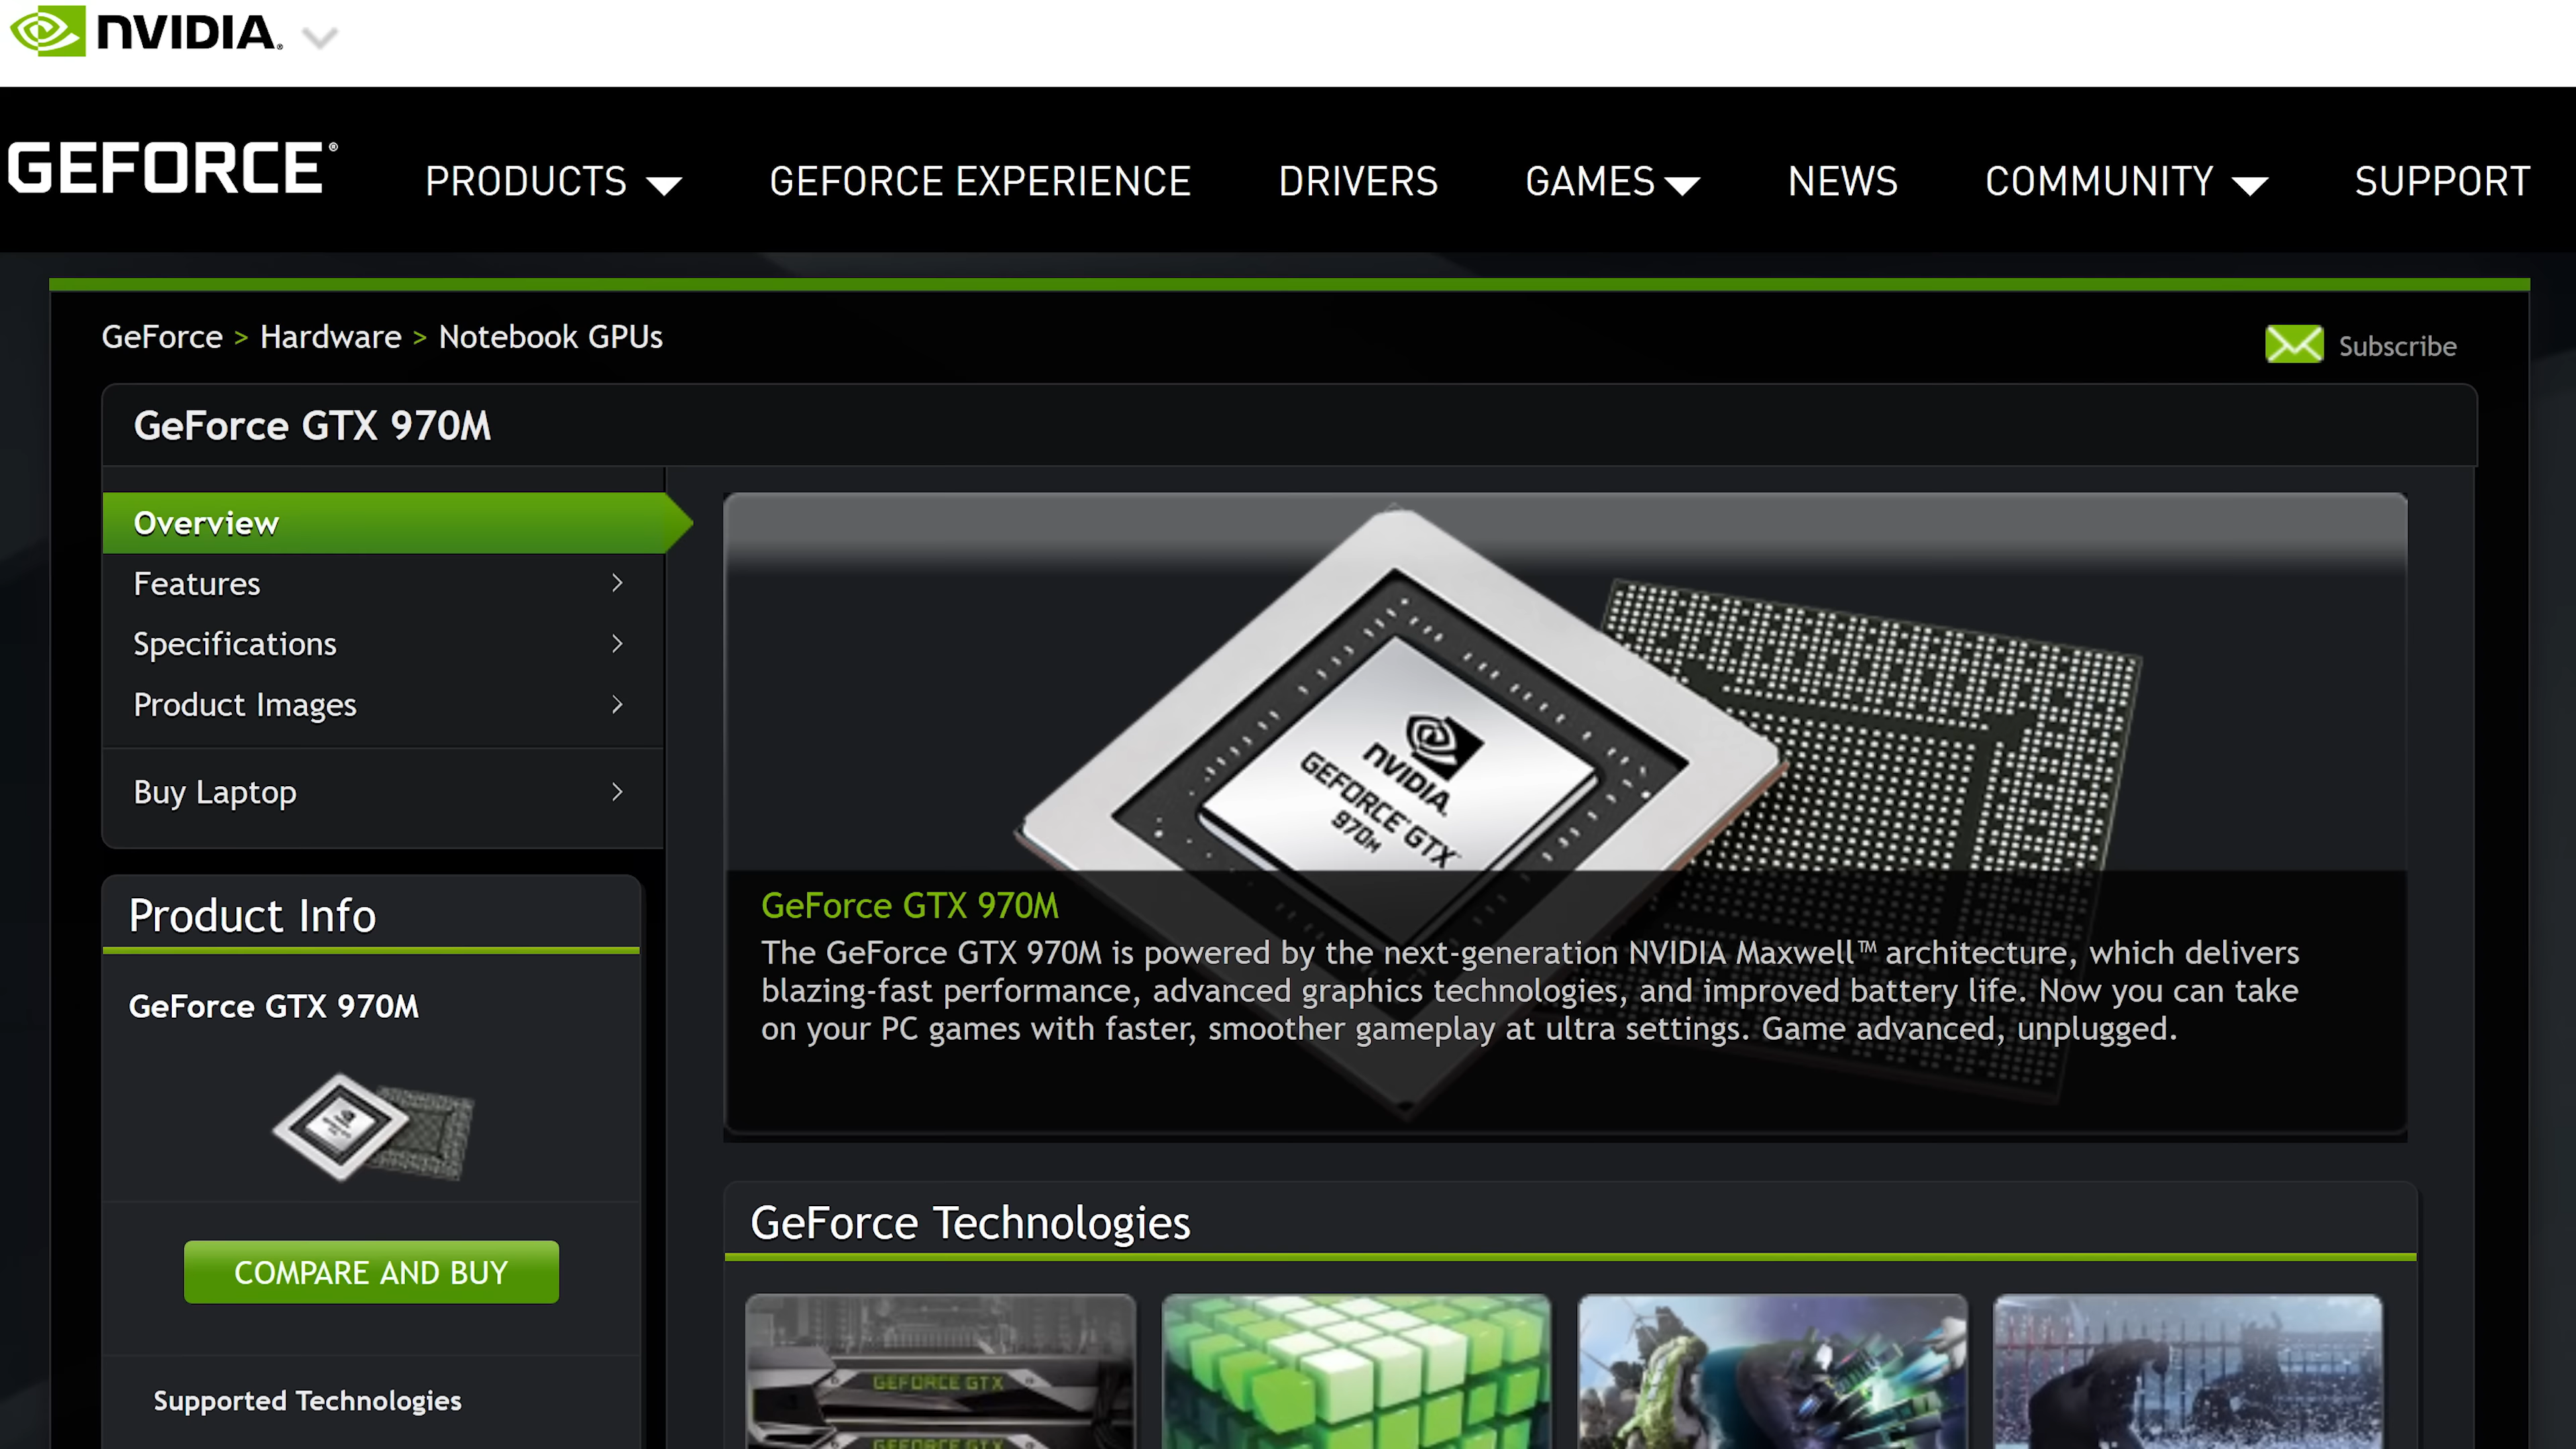 NVIDIA.
GEFORCE®
PRODUCTS
GEFORCE EXPERIENCE
DRIVERS
GAMES
NEWS
COMMUNITY
SUPPORT
GeForce > Hardware > Notebook GPUs
Subscribe
GeForce GTX 970M
Overview
Features
Specifications
Product Images
Buy Laptop
Product Info
GeForce GTX 970M
COMPARE AND BUY
Supported Technologies
NVIDIA.
GEFORCE® GTX™
970M
GeForce GTX 970M
The GeForce GTX 970M is powered by the next-generation NVIDIA Maxwell™ architecture, which delivers
blazing-fast performance, advanced graphics technologies, and improved battery life. Now you can take
on your PC games with faster, smoother gameplay at ultra settings. Game advanced, unplugged.
GeForce Technologies
GEFORCE GTX
GEFORCE GTX